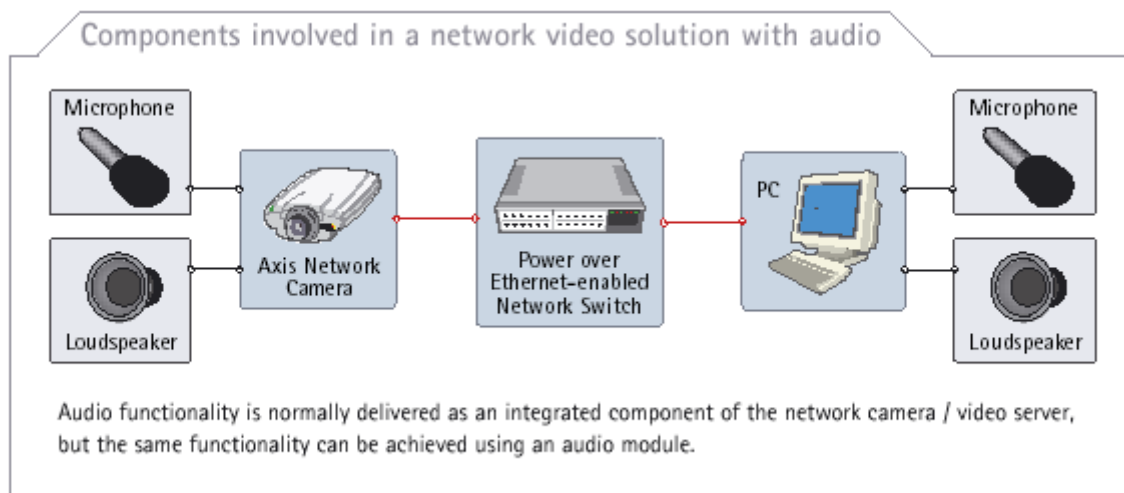 Components involved in a network video solution with audio
Microphone
Loudspeaker
Axis Network
Camera
Power over
Ethernet-enabled
Network Switch
PC
Microphone
Loudspeaker
Audio functionality is normally delivered as an integrated component of the network camera / video server,
but the same functionality can be achieved using an audio module.